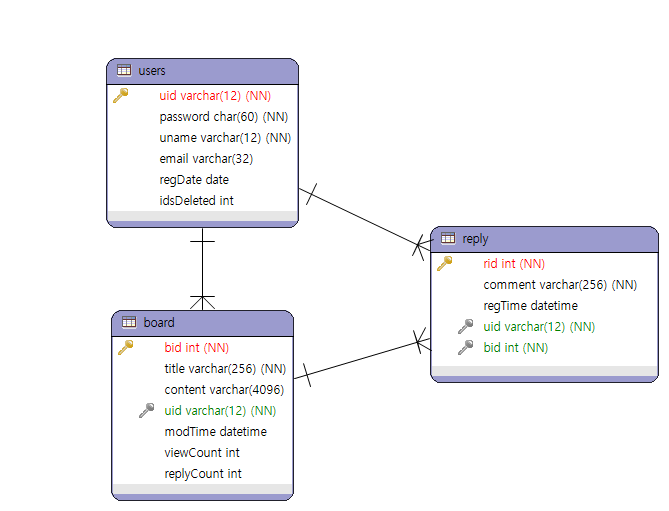 users
uid varchar(12) (NN)
password char(60) (NN)
uname varchar(12) (NN)
email varchar(32)
regDate date
idsDeleted int
reply
rid int (NN)
comment varchar(256) (NN)
regTime datetime
uid varchar(12) (NN)
bid int (NN)
board
bid int (NN)
title varchar(256) (NN)
content varchar(4096)
uid varchar(12) (NN)
modTime datetime
viewCount int
replyCount int